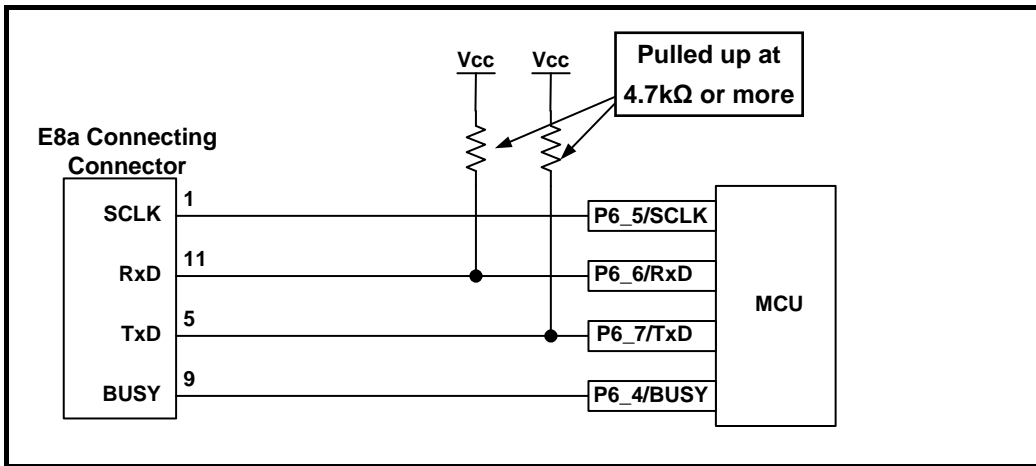 Vcc
Vcc
Pulled up at
4.7kΩ or more
E8a Connecting
Connector
SCLK
1
P6_5/SCLK
RxD
11
P6_6/RxD
MCU
TxD
5
P6_7/TxD
BUSY
9
P6_4/BUSY